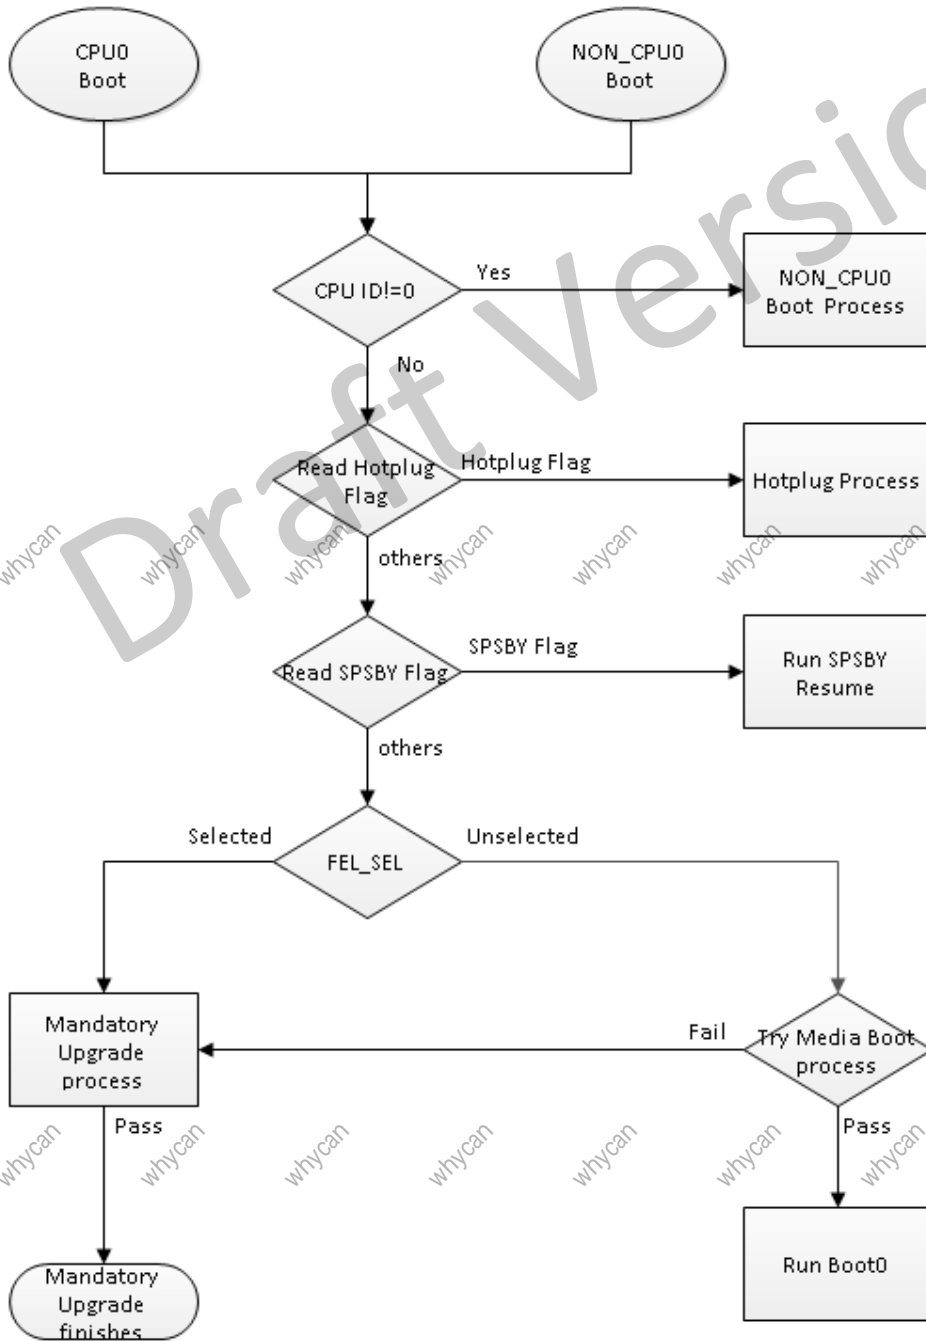 CPU0
Boot
NON_CPU0
Boot
CPU ID!=0
Yes
NON_CPU0
Boot Process
No
Read Hotplug
Flag
Hotplug Flag
Hotplug Process
others
Read SPSBY Flag
SPSBY Flag
Run SPSBY
Resume
others
Selected
FEL_SEL
Unselected
Mandatory
Upgrade
process
Fail
Try Media Boot
process
Pass
Pass
Mandatory
Upgrade
finishes
Run Boot0
Draft Versio
whycan
whycan
whycan
whycan
whycan
whycan
whycan
whycan
whycan
whycan
whycan
whycan
whycan
whycan